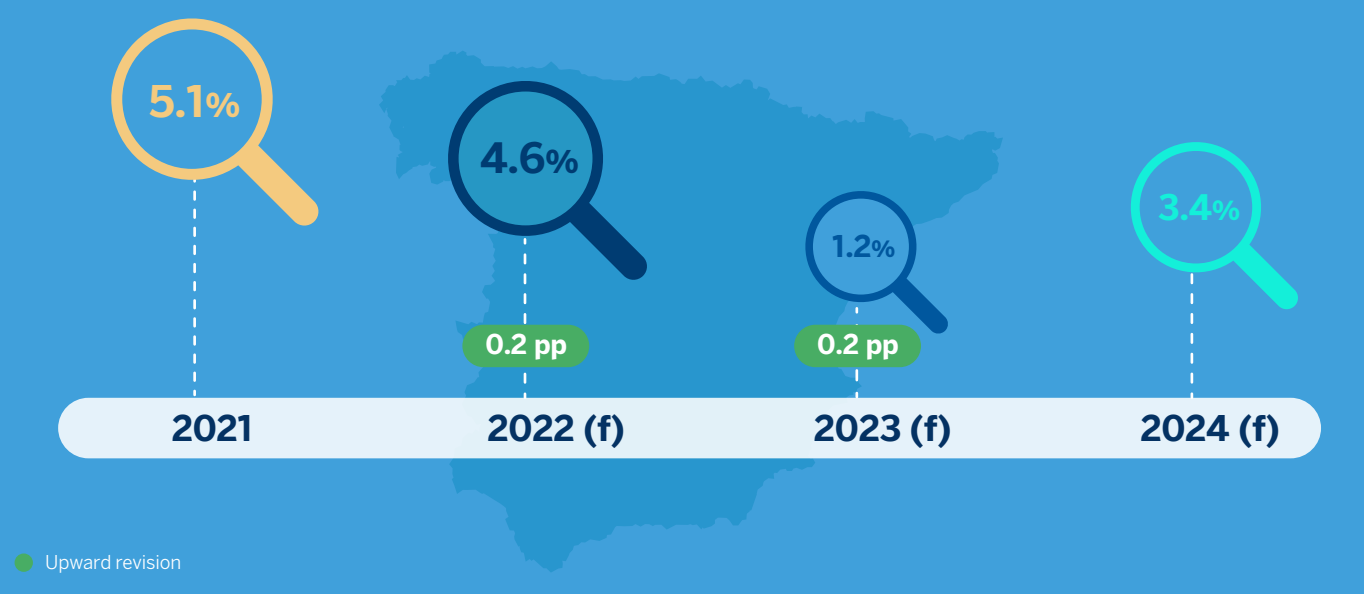 5.1%
4.6%
1.2%
3.4%
0.2 pp
0.2 pp
2021
2022 (f)
2023 (f)
2024 (f)
Upward revision